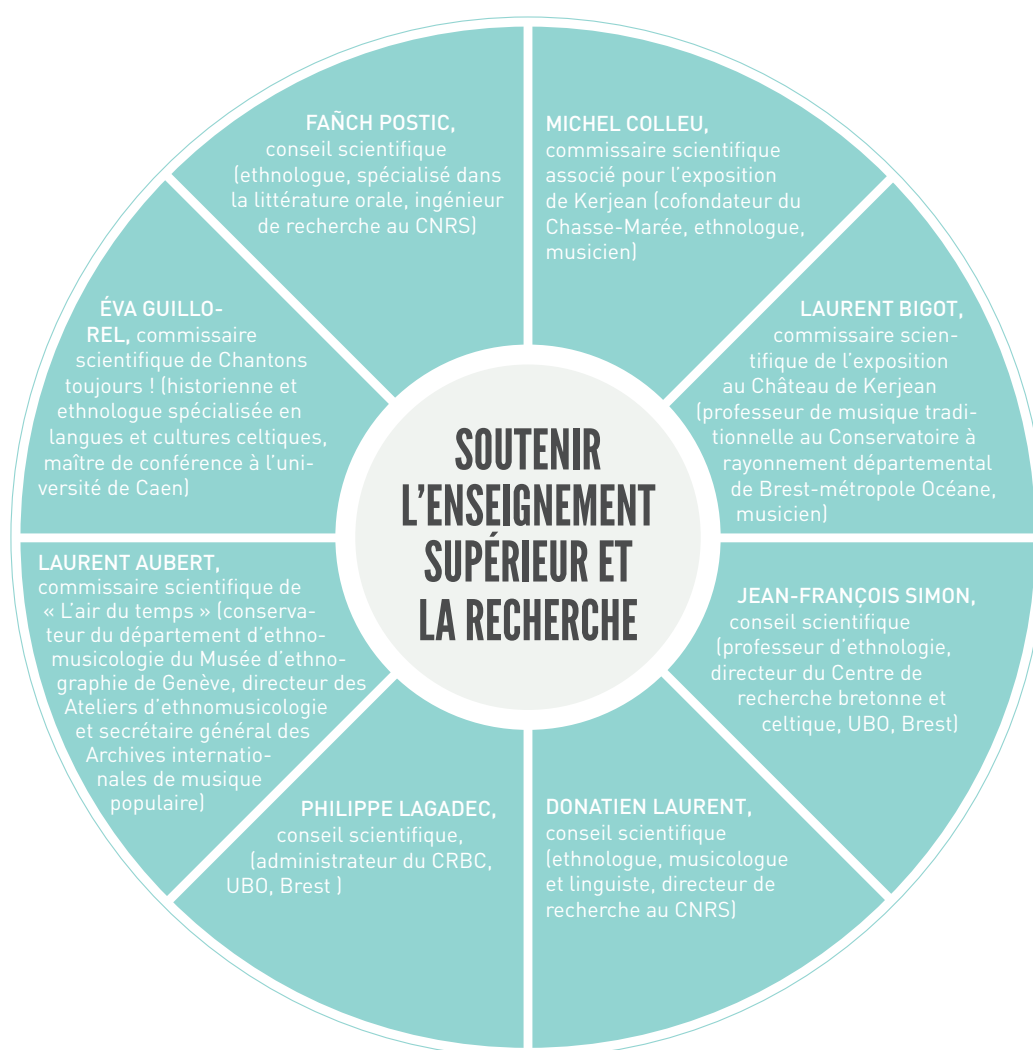 FAÑCH POSTIC,
conseil scientifique
(ethnologue, spécialisé dans
la littérature orale, ingénieur
de recherche au CNRS)
MICHEL COLLEU,
commissaire scientifique
associé pour l'exposition
de Kerjean (cofondateur du
Chasse-Marée, ethnologue,
musicien)
ÉVA GUILLO-
REL, commissaire
scientifique de Chantons
toujours ! (historienne et
ethnologue spécialisée en
langues et cultures celtiques,
maître de conférence à l'uni-
versité de Caen)
LAURENT BIGOT,
commissaire scien-
tifique de l'exposition
au Château de Kerjean
(professeur de musique tradi-
tionnelle au Conservatoire à
rayonnement départemental
de Brest-métropole Océane,
musicien)
SOUTENIR
L'ENSEIGNEMENT
SUPÉRIEUR ET
LA RECHERCHE
LAURENT AUBERT,
commissaire scientifique de
« L'air du temps » (conserva-
teur du département d'ethno-
musicologie du Musée d'ethno-
graphie de Genève, directeur des
Ateliers d'ethnomusicologie
et secrétaire général des
Archives internatio-
nales de musique
populaire)
JEAN-FRANÇOIS SIMON,
conseil scientifique
(professeur d'ethnologie,
directeur du Centre de
recherche bretonne et
celtique, UBO, Brest)
PHILIPPE LAGADEC,
conseil scientifique,
(administrateur du CRBC,
UBO, Brest )
DONATIEN LAURENT,
conseil scientifique
(ethnologue, musicologue
et linguiste, directeur de
recherche au CNRS)